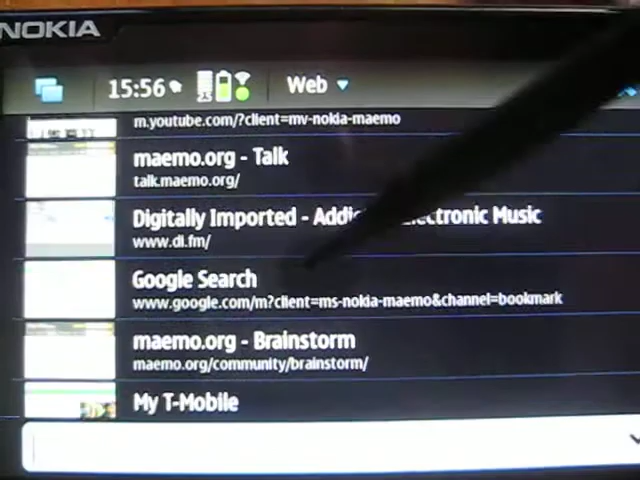 NOKIA
15:56 Web
m.youtube.com/?client=mv-nokia-maemo
maemo.org - Talk
talk.maemo.org/
Digitally Imported - Addic ectronic Music
www.di.fm/
Google Search
www.google.com/m?client=ms-nokia-maemo&channel=bookmark
maemo.org - Brainstorm
maemo.org/community/brainstorm/
My T-Mobile